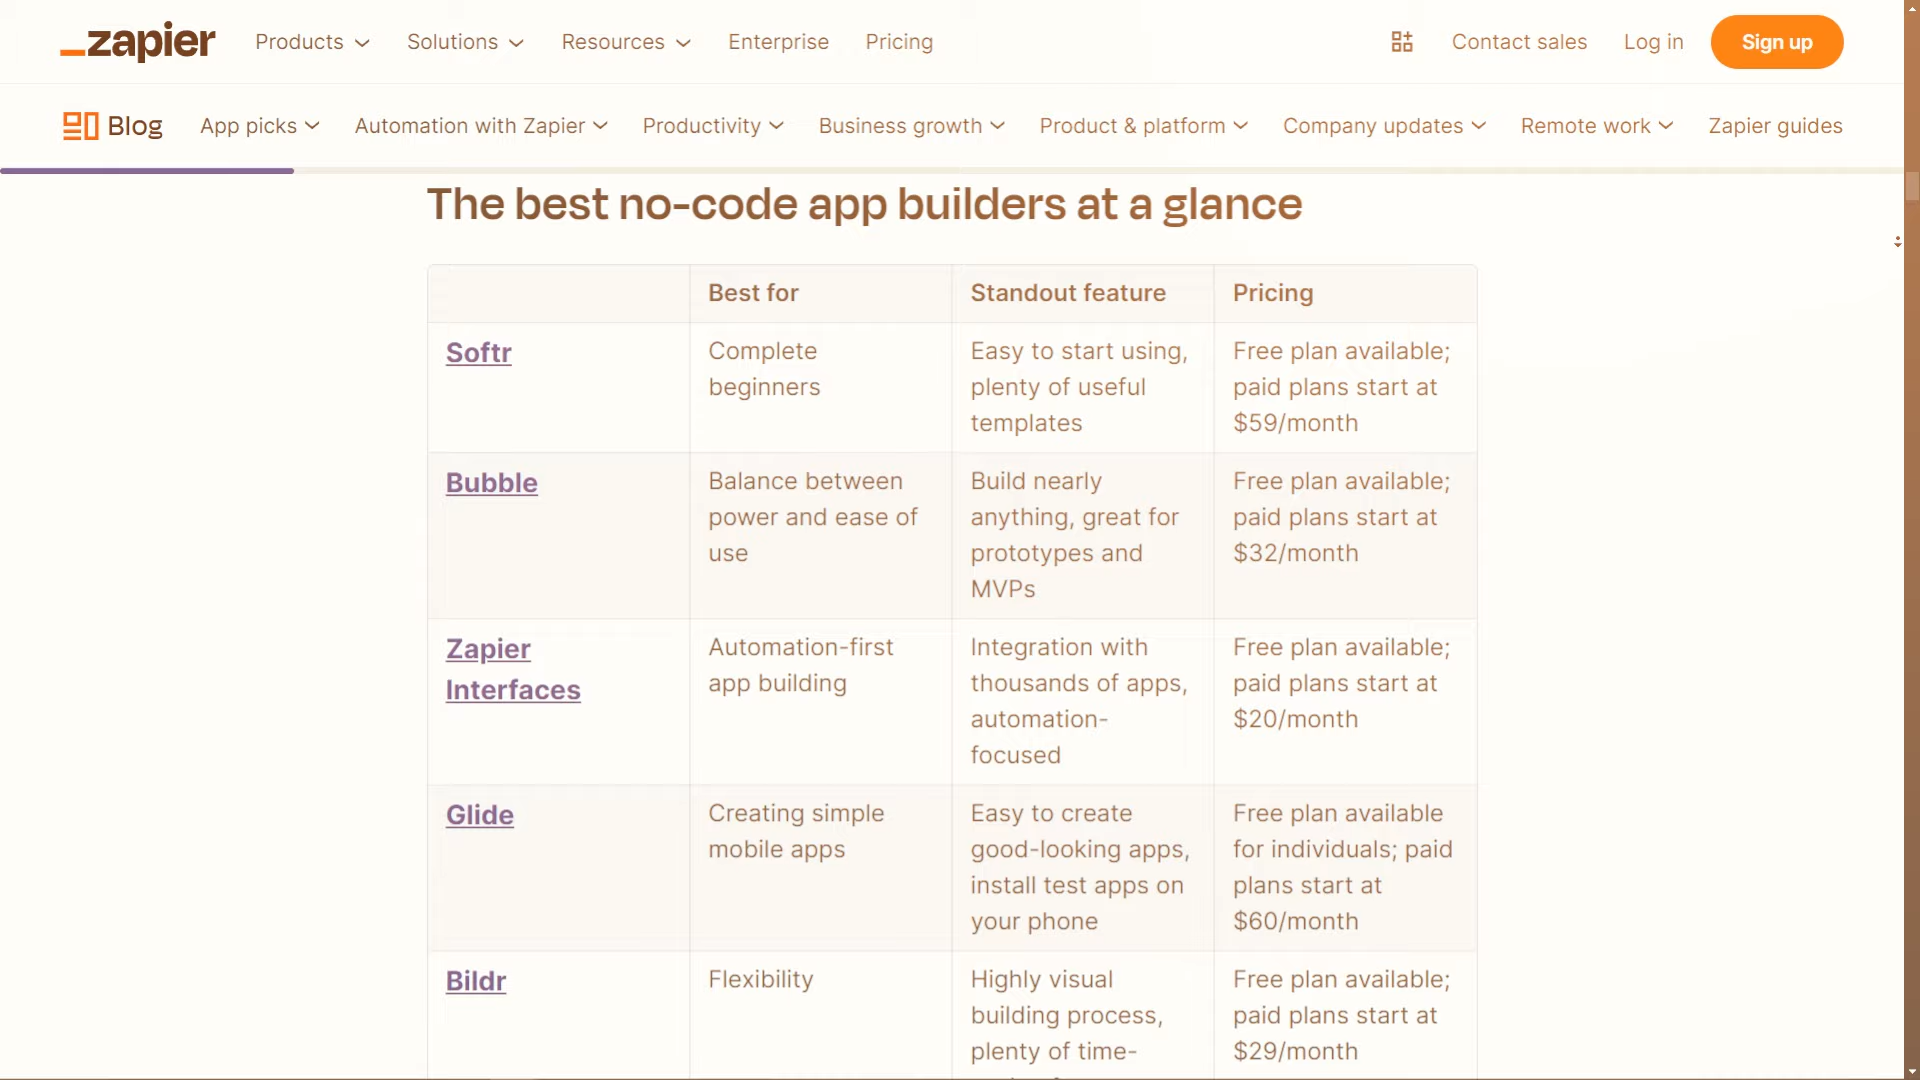 zapier Products Solutions Resources Enterprise Pricing Contact sales Log in Sign up
Blog App picks Automation with Zapier Productivity Business growth Product & platform Company updates Remote work Zapier guides
The best no-code app builders at a glance
Best for Standout feature Pricing
Softr
Complete
beginners
Easy to start using,
plenty of useful
templates
Free plan available;
paid plans start at
$59/month
Bubble
Balance between
power and ease of
use
Build nearly
anything, great for
prototypes and
MVPs
Free plan available;
paid plans start at
$32/month
Zapier
Interfaces
Automation-first
app building
Integration with
thousands of apps,
automation-
focused
Free plan available;
paid plans start at
$20/month
Glide
Creating simple
mobile apps
Easy to create
good-looking apps,
install test apps on
your phone
Free plan available
for individuals; paid
plans start at
$60/month
Bildr
Flexibility
Highly visual
building process,
plenty of time-
Free plan available;
paid plans start at
$29/month